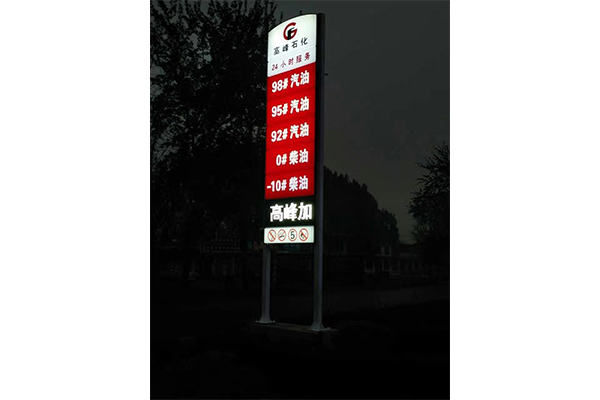 高峰石化
24小时服务
98# 汽油
95# 汽油
92# 汽油
0# 柴油
-10# 柴油
高峰加
5